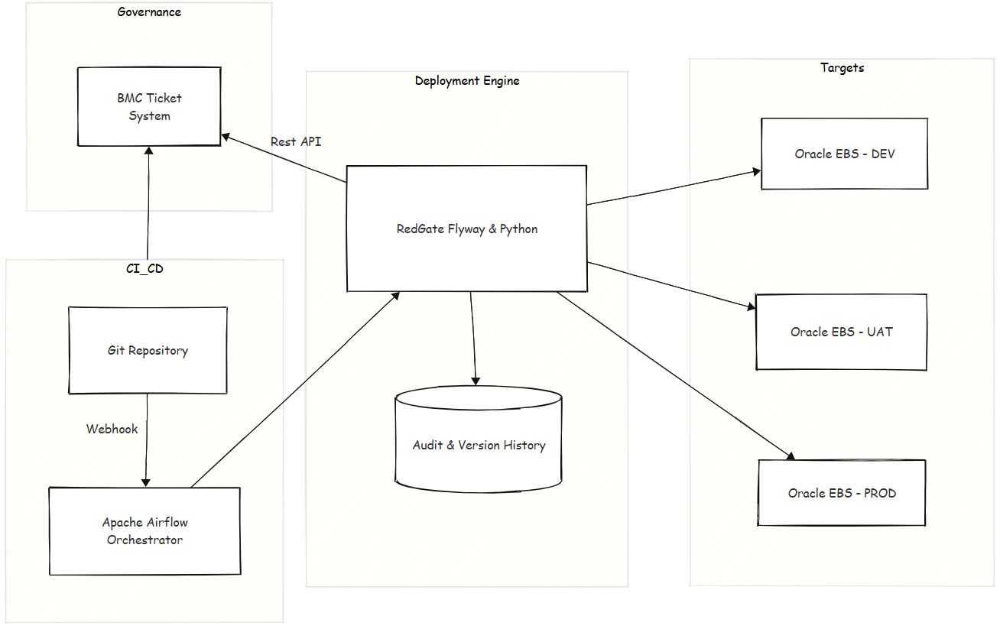 Governance
BMC Ticket
System
Rest API
CI_CD
Git Repository
Webhook
Apache Airflow
Orchestrator
Deployment Engine
RedGate Flyway & Python
Audit & Version History
Targets
Oracle EBS - DEV
Oracle EBS - UAT
Oracle EBS - PROD